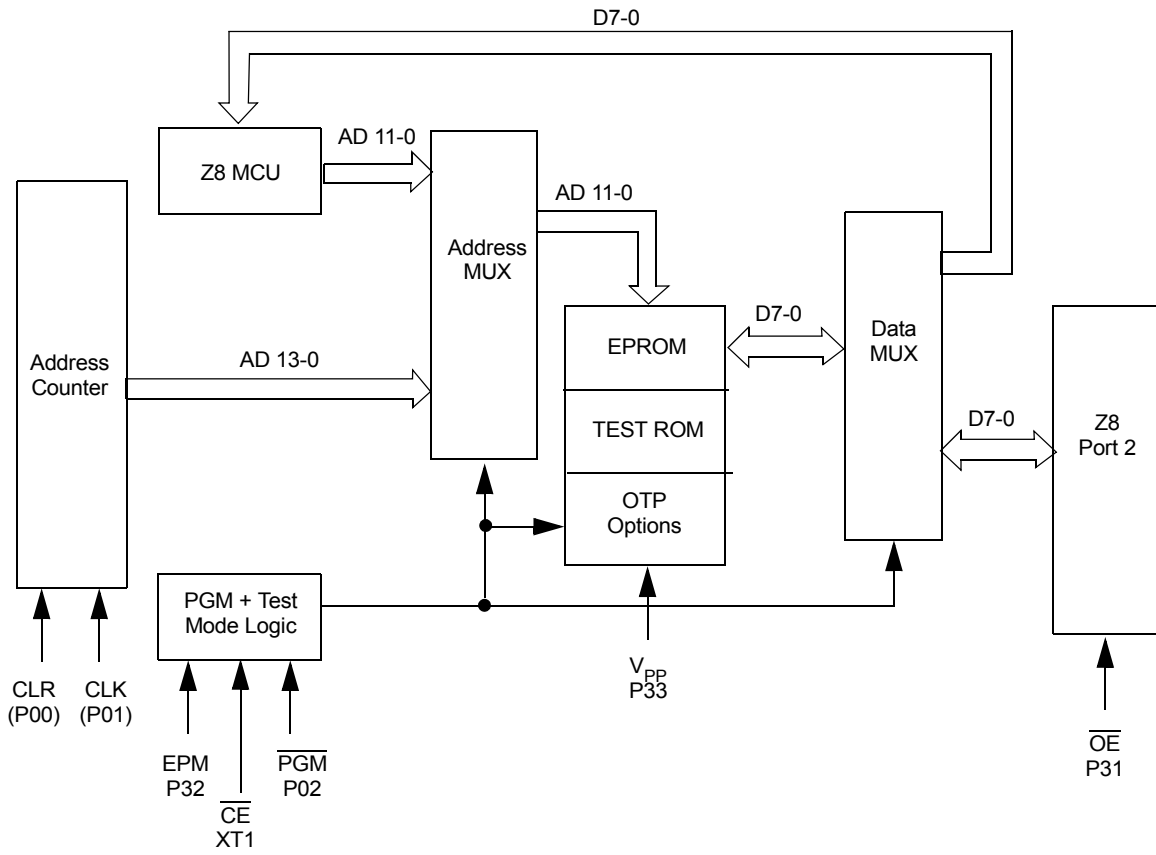 D7-0
AD 11-0
Z8 MCU
AD 11-0
Address
MUX
D7-0
EPROM
Data
MUX
Address
Counter
AD 13-0
TEST ROM
D7-0
Z8
Port 2
OTP
Options
PGM + Test
Mode Logic
CLR
(P00)
CLK
(P01)
VPP
P33
EPM
P32
PGM
P02
CE
XT1
OE
P31